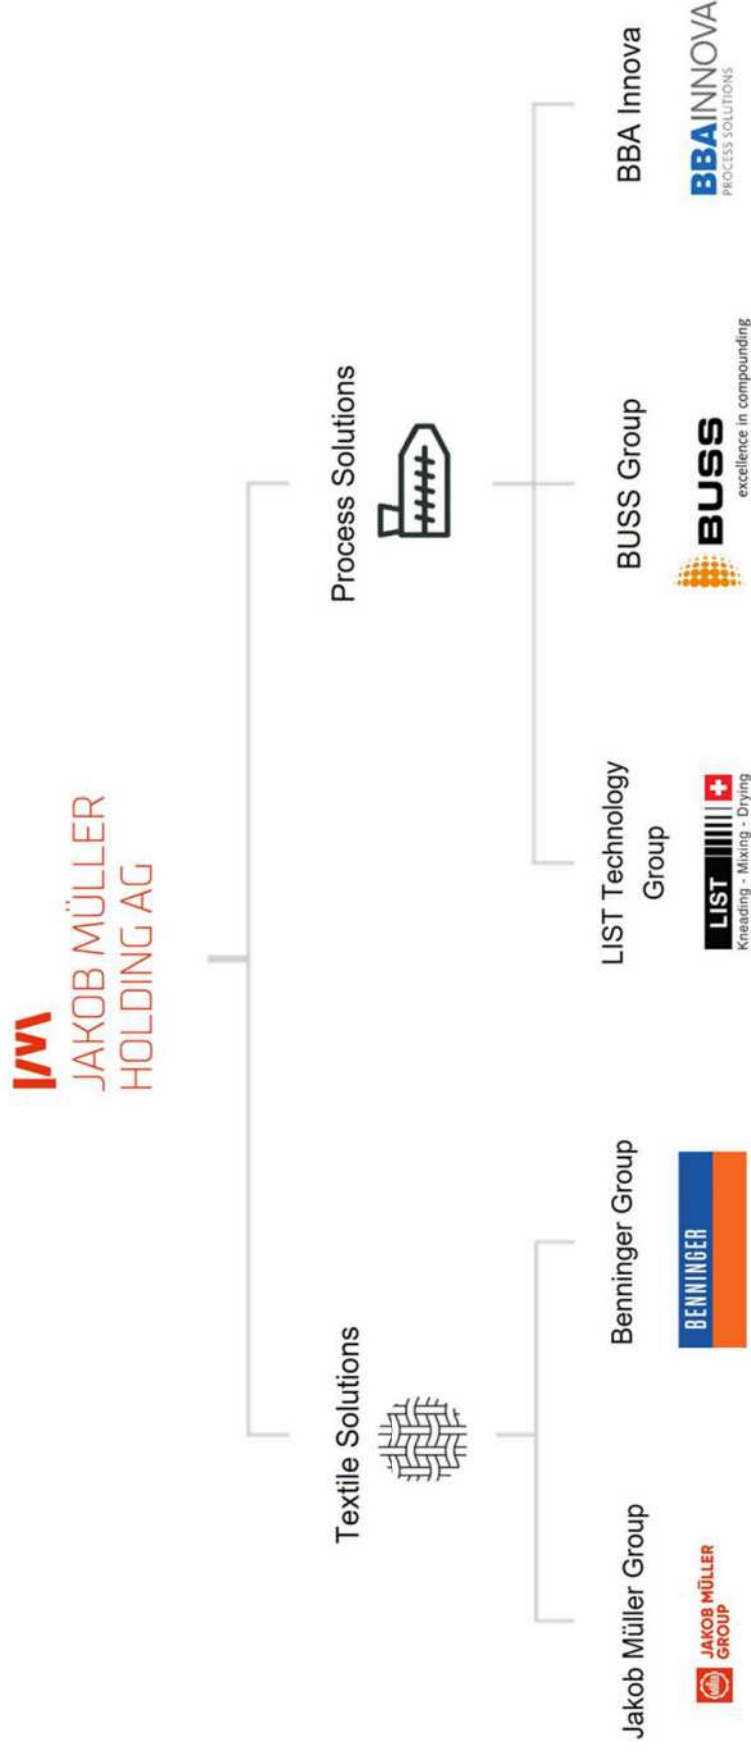 JAKOB MÜLLER
HOLDING AG
Textile Solutions
Process Solutions
Jakob Müller Group
Benninger Group
LIST Technology
Group
BUSS Group
BBA Innova
JAKOB MÜLLER
GROUP
BENNINGER
LIST
Kneading - Mixing - Drying
BUSS
excellence in compounding
BBAINNOVA
PROCESS SOLUTIONS